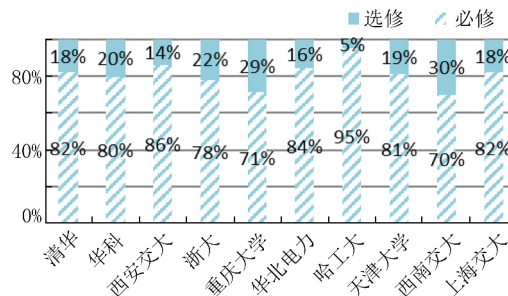 选修 必修
18% 20% 14% 22% 29% 16% 5% 19% 30% 18%
80%
82% 80% 86% 78% 71% 84% 95% 81% 70% 82%
40%
0%
清华
华科
西安交大
浙大
重庆大学
华北电力
哈工大
天津大学
西南交大
上海交大